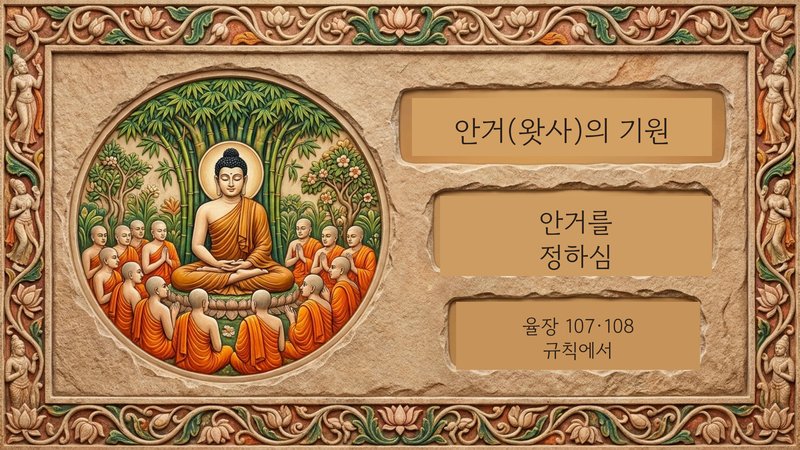 안거(왓사)의 기원
안거를
정하심
율장 107·108
규칙에서